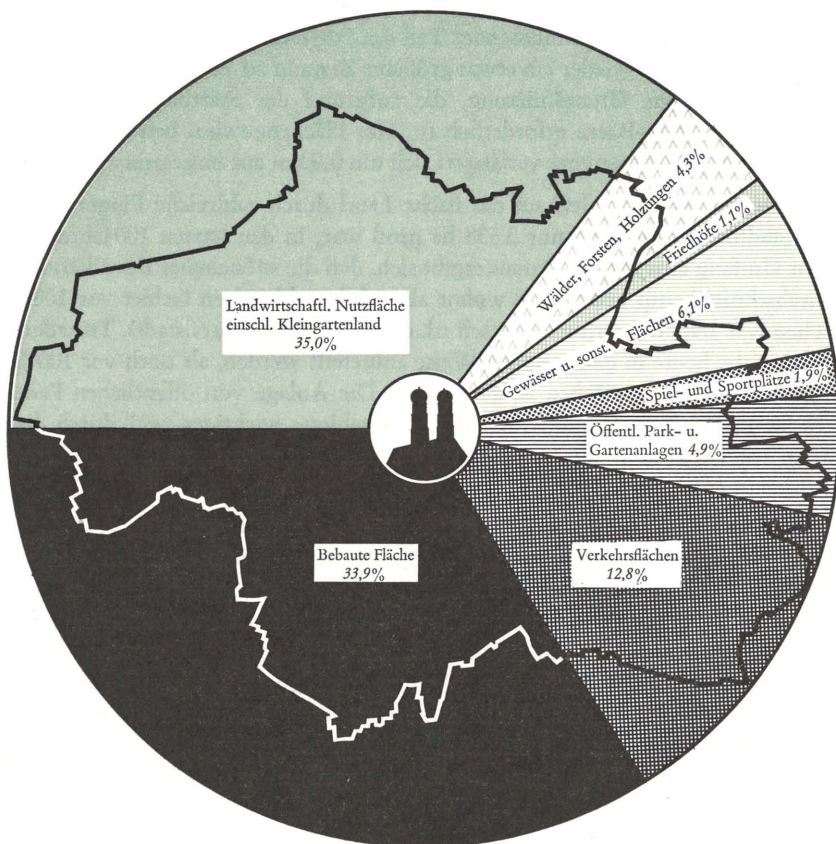 Landwirtschaftl. Nutzfläche
einschl. Kleingartenland
35,0%
Wälder, Forsten, Holzungen 4,3%
Friedhöfe 1,1%
Gewässer u. sonst. Flächen 6,1%
Spiel- und Sportplätze 1,9%
Öffentl. Park- u.
Gartenanlagen 4,9%
Verkehrsflächen
12,8%
Bebaute Fläche
33,9%